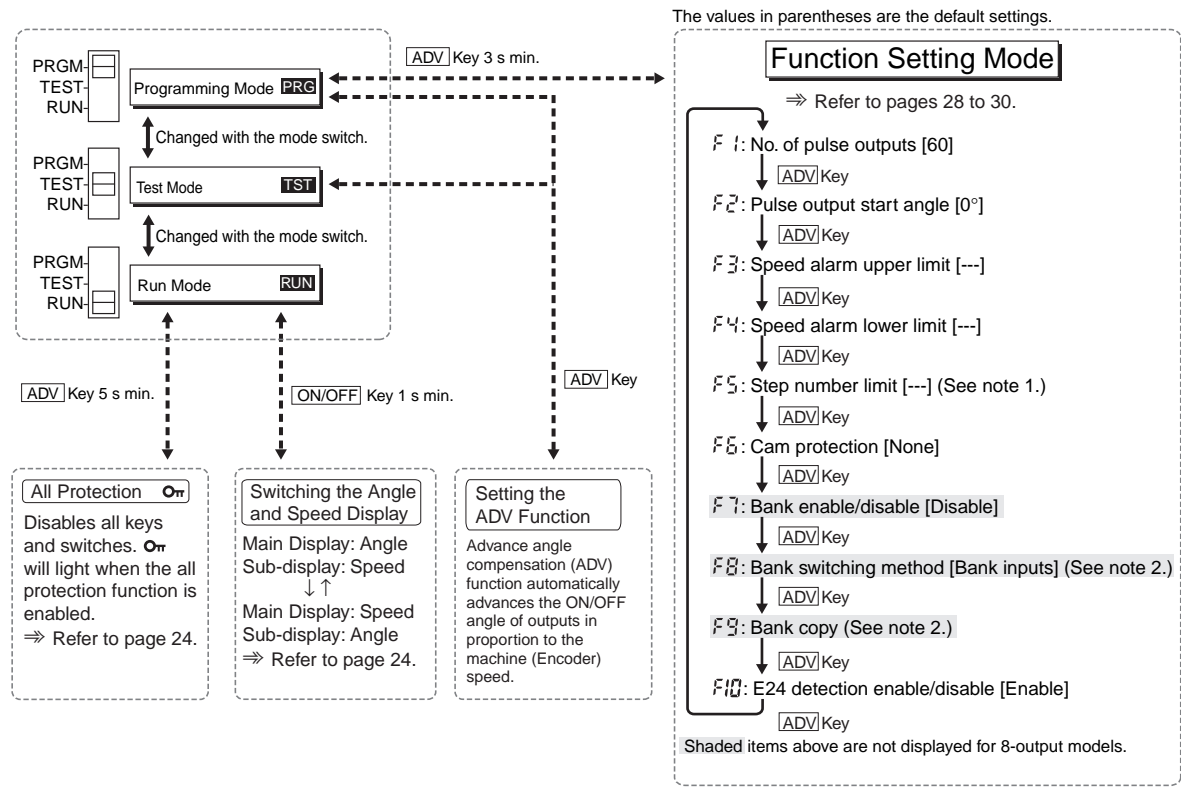 The values in parentheses are the default settings.
PRGM
TEST
RUN
Programming Mode PRG
Changed with the mode switch.
PRGM
TEST
RUN
Test Mode TST
Changed with the mode switch.
PRGM
TEST
RUN
Run Mode RUN
ADV Key 3 s min.
ADV Key 5 s min.
ON/OFF Key 1 s min.
ADV Key
All Protection
Disables all keys
and switches.
will light when the all
protection function is
enabled.
⇒ Refer to page 24.
Switching the Angle
and Speed Display
Main Display: Angle
Sub-display: Speed
↓ ↑
Main Display: Speed
Sub-display: Angle
⇒ Refer to page 24.
Setting the
ADV Function
Advance angle
compensation (ADV)
function automatically
advances the ON/OFF
angle of outputs in
proportion to the
machine (Encoder)
speed.
Function Setting Mode
⇒ Refer to pages 28 to 30.
F1: No. of pulse outputs [60]
ADV Key
F2: Pulse output start angle [0°]
ADV Key
F3: Speed alarm upper limit [---]
ADV Key
F4: Speed alarm lower limit [---]
ADV Key
F5: Step number limit [---] (See note 1.)
ADV Key
F6: Cam protection [None]
ADV Key
F7: Bank enable/disable [Disable]
ADV Key
F8: Bank switching method [Bank inputs] (See note 2.)
ADV Key
F9: Bank copy (See note 2.)
ADV Key
F10: E24 detection enable/disable [Enable]
ADV Key
Shaded items above are not displayed for 8-output models.